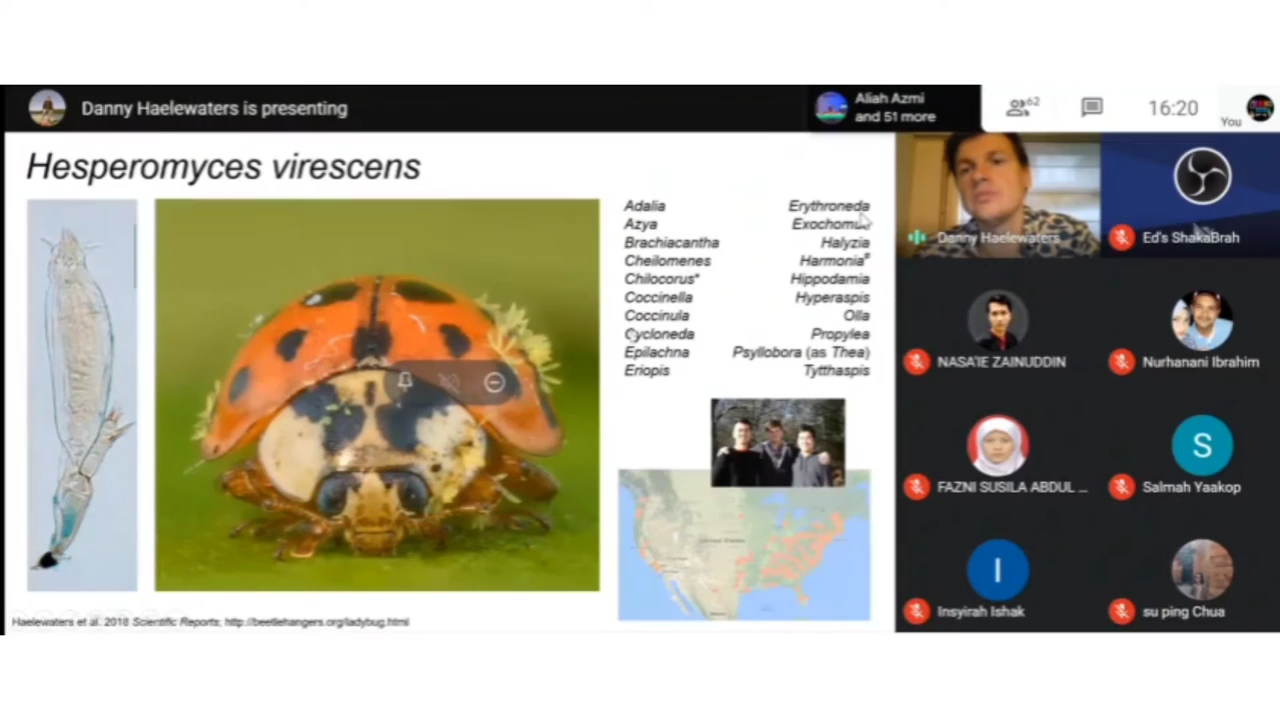 Danny Haelewaters is presenting
Aliah Azmi
and 51 more
62
16:20
You
Hesperomyces virescens
Adalia
Azya
Brachiacantha
Cheilomenes
Chilocorus*
Coccinella
Coccinula
Cycloneda
Epilachna
Eriopis
Erythroneda
Halyzia
Harmonia#
Hippodamia
Hyperaspis
Olla
Propylea
Psyllobora (as Thea)
Tytthaspis
Haelewaters et al. 2018 Scientific Reports; http://beetlehangers.org/ladybug.html
Danny Haelewaters
Ed's ShakaBrah
NASA'IE ZAINUDDIN
Nurhanani Ibrahim
FAZNI SUSILA ABDUL ...
S
Salmah Yaakop
I
Insyirah Ishak
su ping Chua